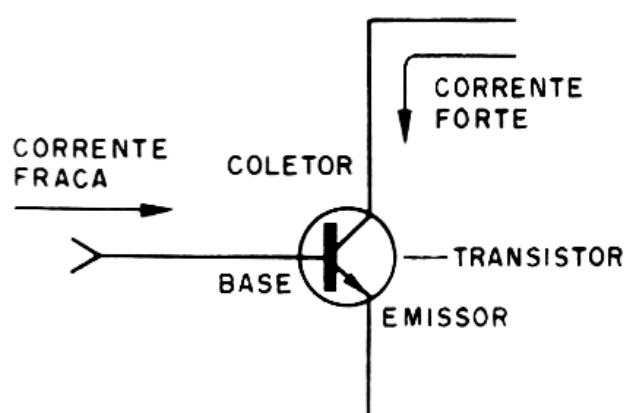 CORRENTE
FORTE
CORRENTE
FRACA
COLETOR
TRANSISTOR
BASE
EMISSOR